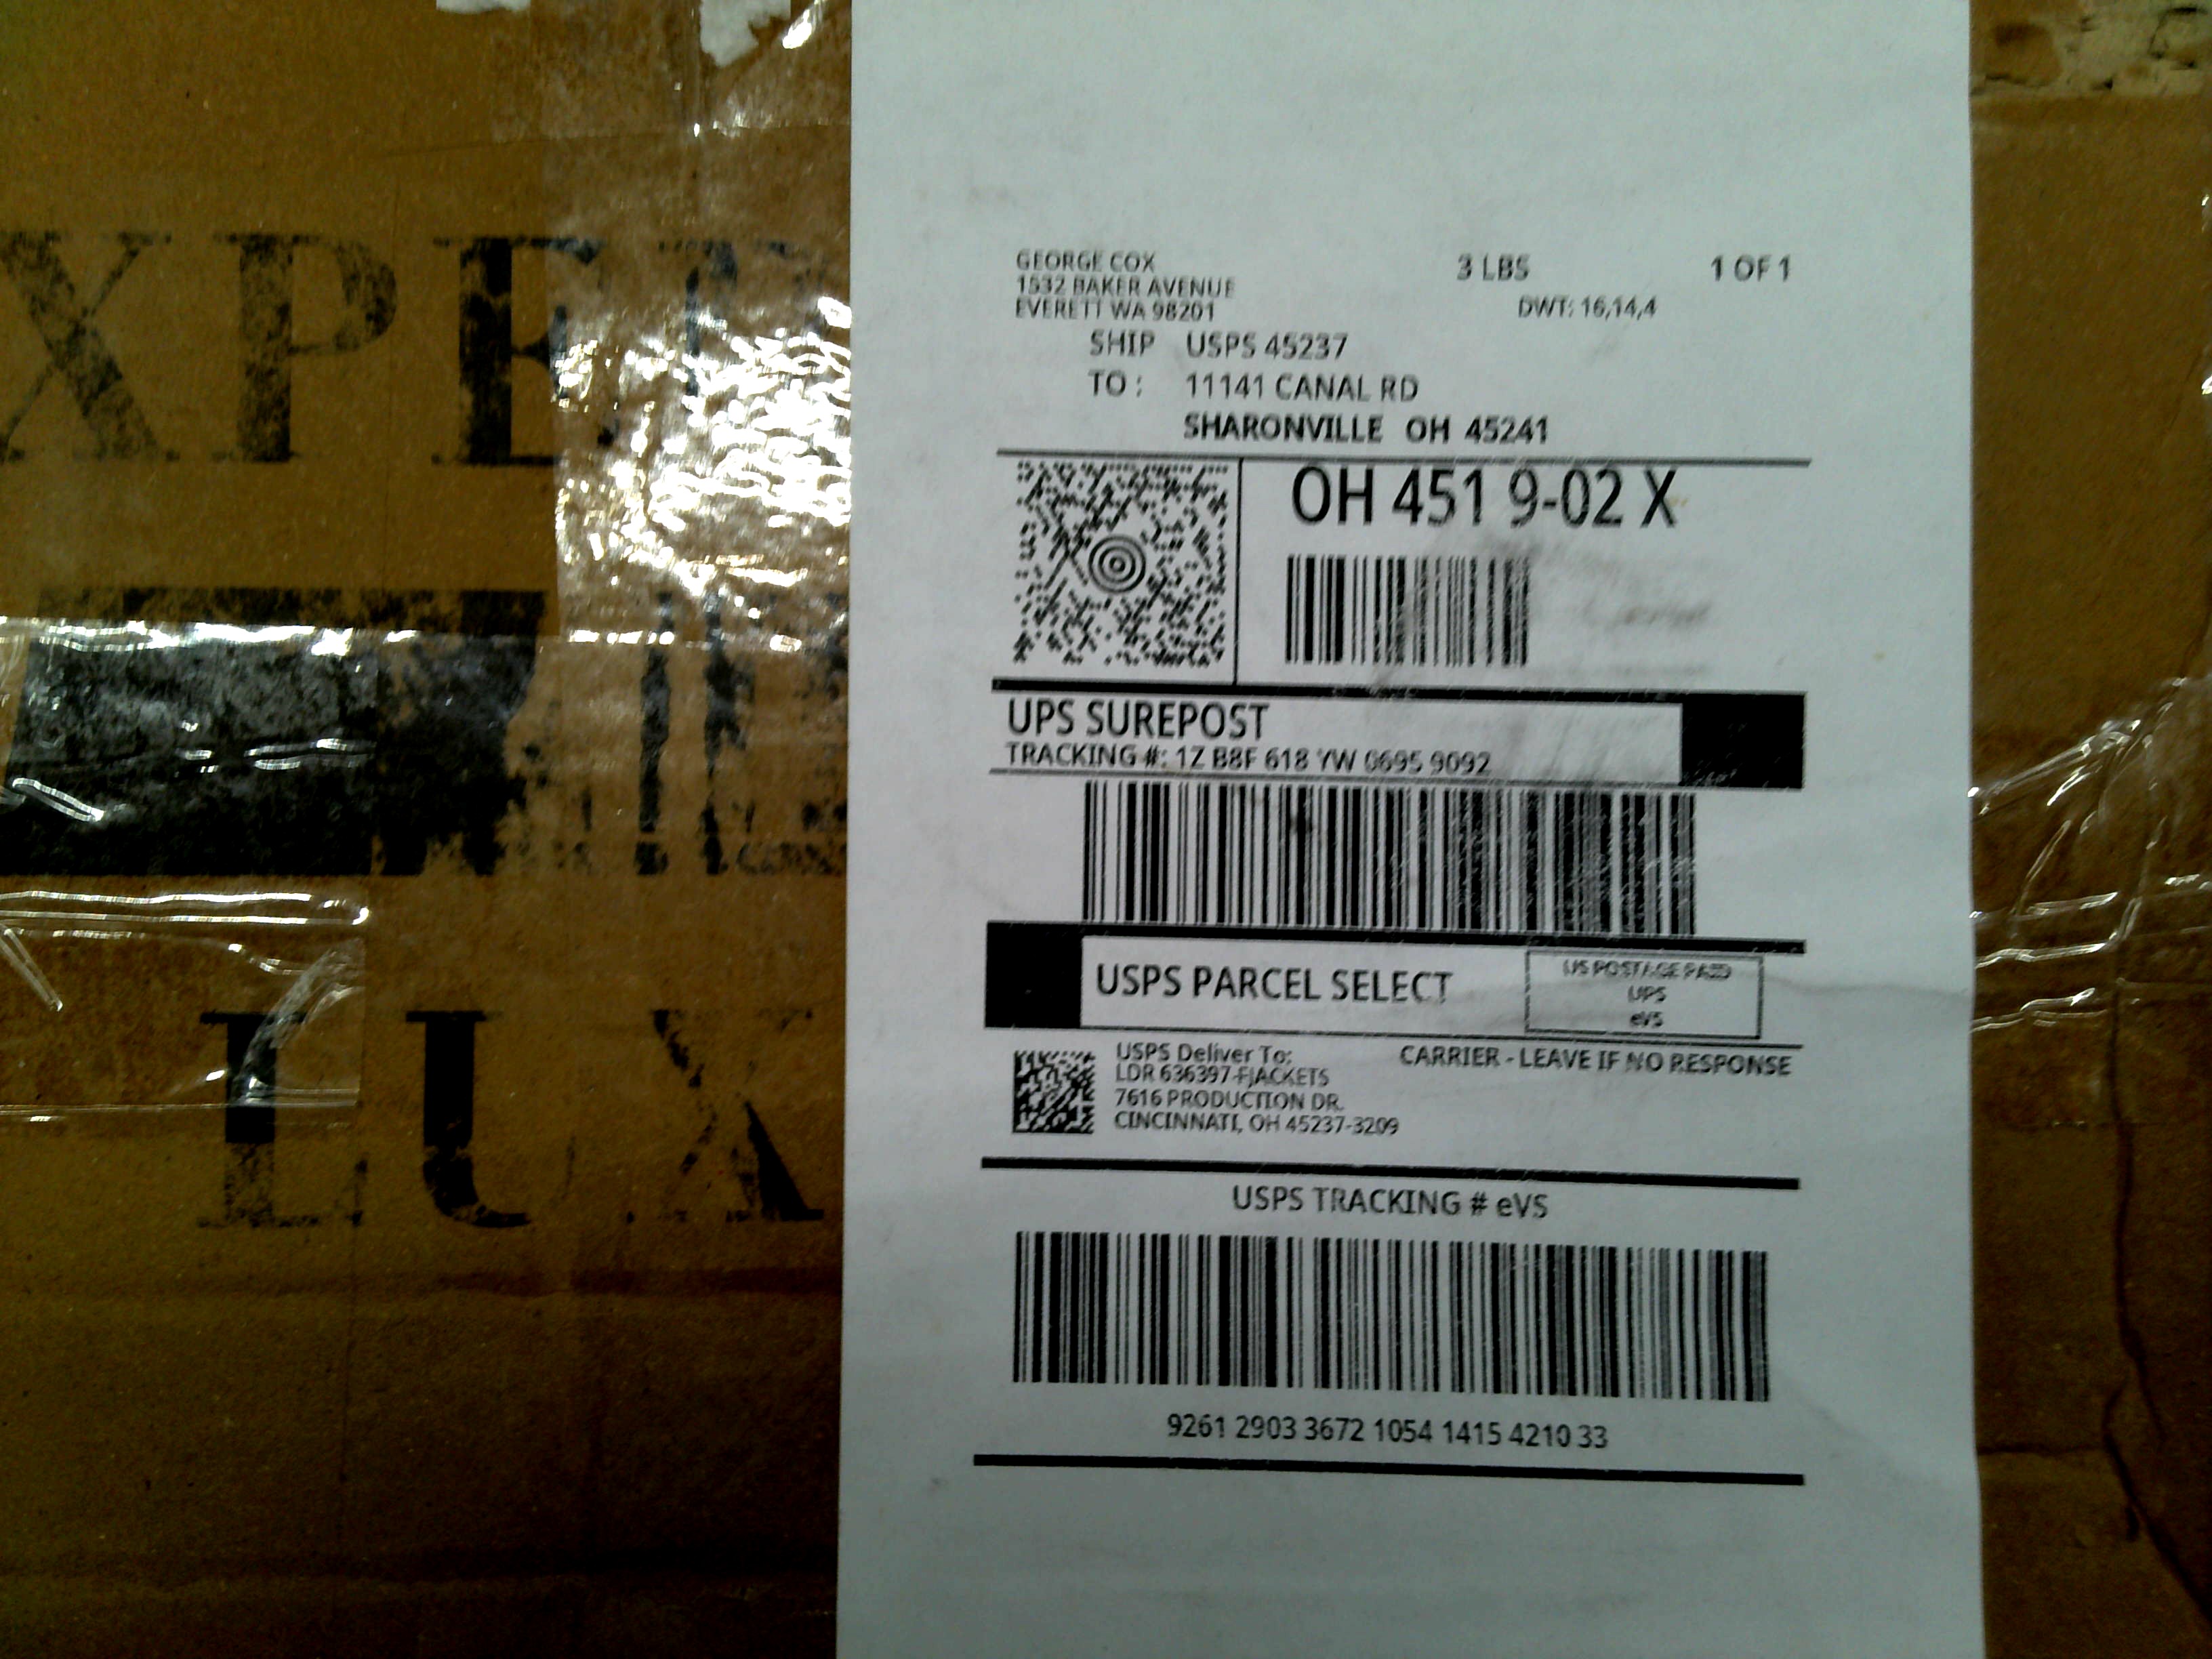 GEORGE COX
1532 BAKER AVENUE
EVERETT WA 98201
3 LBS 1 OF 1
DWT: 16,14,4
SHIP USPS 45237
TO : 11141 CANAL RD
SHARONVILLE OH 45241
OH 451 9-02 X
UPS SUREPOST
TRACKING #: 1Z B8F 618 YW 0695 9092
USPS PARCEL SELECT
US POSTAGE PAID
UPS
eVS
USPS Deliver To:
LDR 636397-FJACKETS
7616 PRODUCTION DR.
CINCINNATI, OH 45237-3209
CARRIER - LEAVE IF NO RESPONSE
USPS TRACKING # eVS
9261 2903 3672 1054 1415 4210 33
XPE
LUX